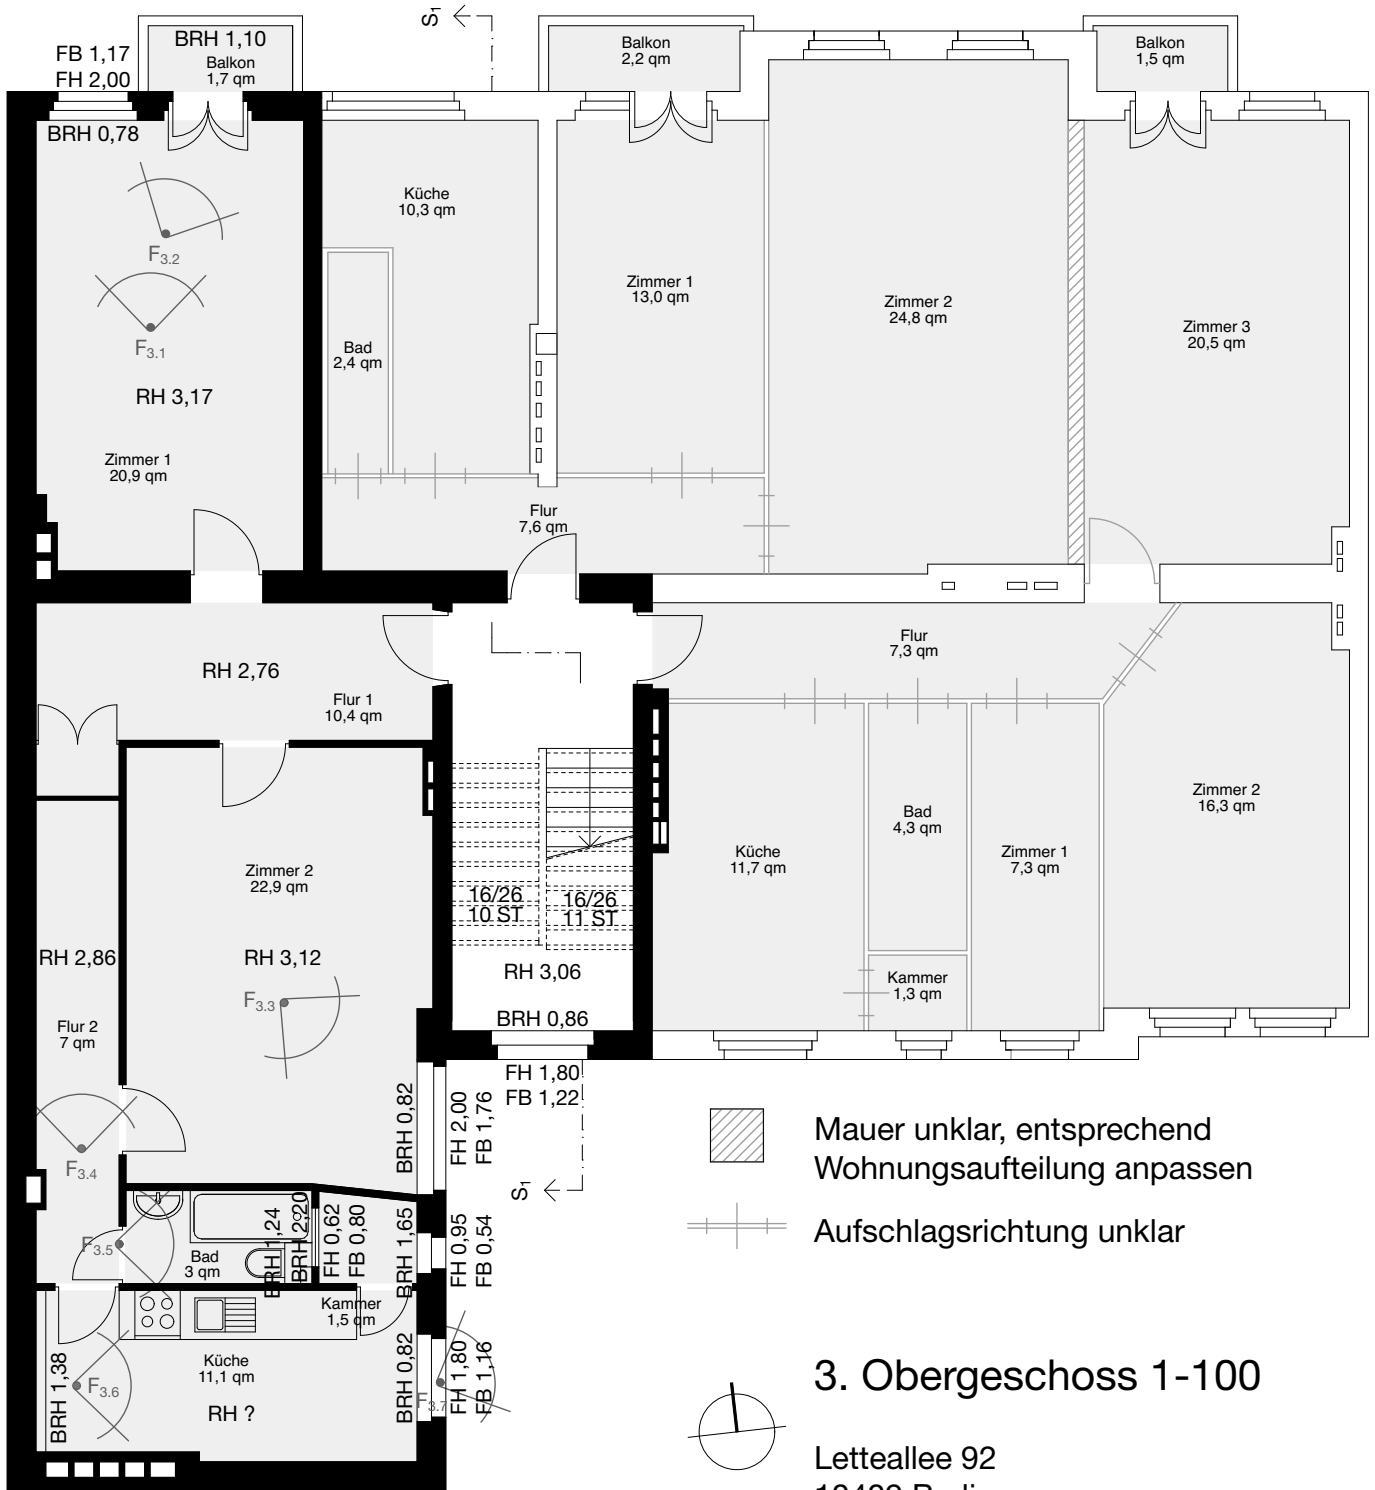 S1
FB 1,17
FH 2,00
BRH 1,10
Balkon
1,7 qm
Balkon
2,2 qm
Balkon
1,5 qm
BRH 0,78
F3.2
F3.1
RH 3,17
Zimmer 1
20,9 qm
Küche
10,3 qm
Bad
2,4 qm
Zimmer 1
13,0 qm
Zimmer 2
24,8 qm
Zimmer 3
20,5 qm
Flur
7,6 qm
RH 2,76
Flur 1
10,4 qm
Flur
7,3 qm
Zimmer 2
22,9 qm
RH 2,86
RH 3,12
F3.3
Flur 2
7 qm
16/26
10 ST
16/26
11 ST
RH 3,06
BRH 0,86
FH 1,80
FB 1,22
Küche
11,7 qm
Bad
4,3 qm
Kammer
1,3 qm
Zimmer 1
7,3 qm
Zimmer 2
16,3 qm
BRH 0,82
FH 2,00
FB 1,76
S1
F3.4
F3.5
Bad
3 qm
BRH 1,24
BRH 2,20
FH 0,62
FB 0,80
BRH 1,65
FH 0,95
FB 0,54
Kammer
1,5 qm
Küche
11,1 qm
RH ?
BRH 1,38
F3.6
BRH 0,82
F3.7
FH 1,80
FB 1,16
Mauer unklar, entsprechend
Wohnungsaufteilung anpassen
Aufschlagsrichtung unklar
3. Obergeschoss 1-100
Letteallee 92